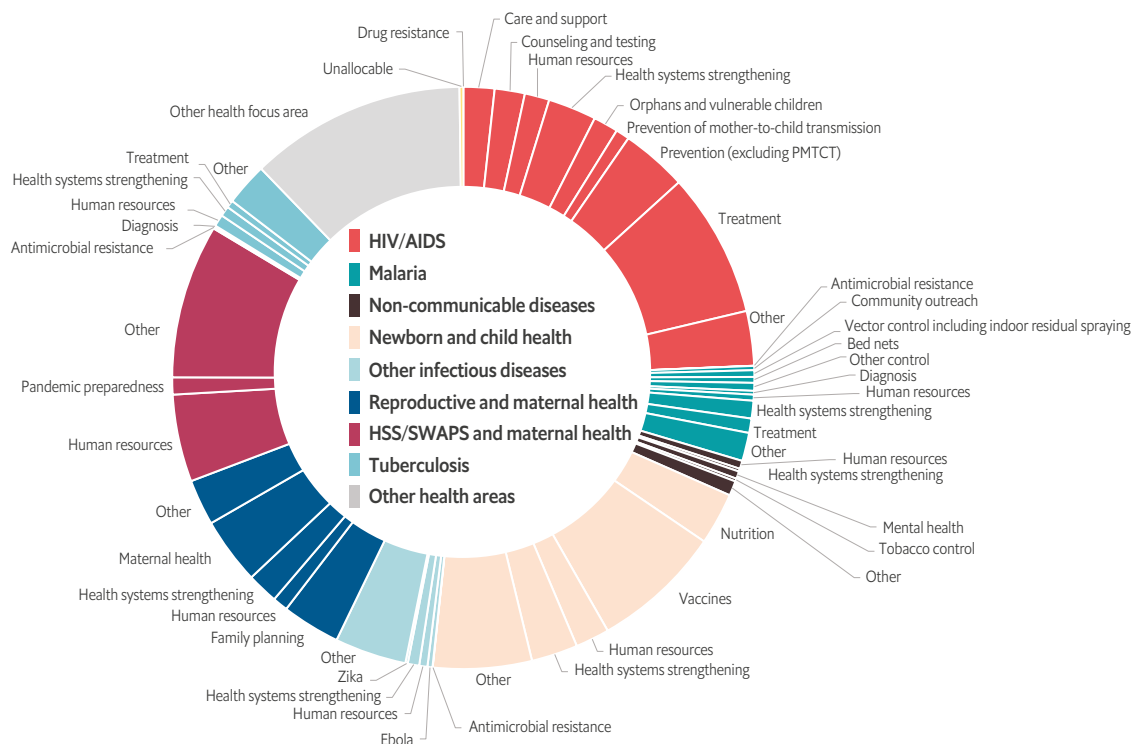 Drug resistance
Care and support
Counseling and testing
Human resources
Health systems strengthening
Orphans and vulnerable children
Prevention of mother-to-child transmission
Prevention (excluding PMTCT)
Treatment
Other
Antimicrobial resistance
Community outreach
Vector control including indoor residual spraying
Bed nets
Other control
Diagnosis
Human resources
Health systems strengthening
Treatment
Other
Human resources
Health systems strengthening
Mental health
Tobacco control
Other
Nutrition
Vaccines
Human resources
Health systems strengthening
Other
Antimicrobial resistance
Ebola
Human resources
Health systems strengthening
Zika
Other
Family planning
Human resources
Health systems strengthening
Maternal health
Other
Human resources
Pandemic preparedness
Other
Antimicrobial resistance
Diagnosis
Human resources
Health systems strengthening
Treatment
Other
Other health focus area
Unallocable
HIV/AIDS
Malaria
Non-communicable diseases
Newborn and child health
Other infectious diseases
Reproductive and maternal health
HSS/SWAPS and maternal health
Tuberculosis
Other health areas